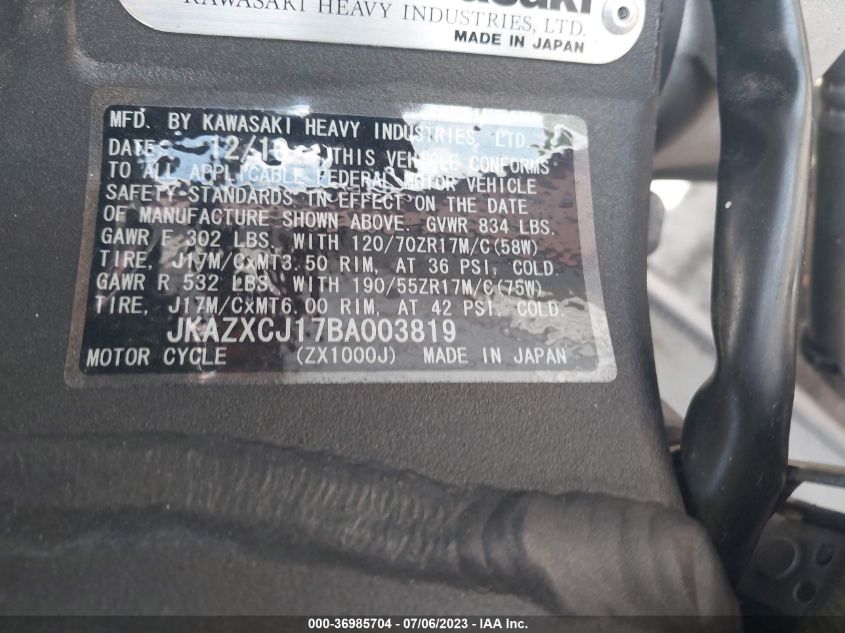 KAWASAKI HEAVY INDUSTRIES, LTD.
MADE IN JAPAN
MFD. BY KAWASAKI HEAVY INDUSTRIES, LTD.
DATE: THIS VEHICLE CONFORMS
TO ALL APPLICABLE FEDERAL MOTOR VEHICLE
SAFETY STANDARDS IN EFFECT ON THE DATE
OF MANUFACTURE SHOWN ABOVE. GVWR 834 LBS.
GAWR F 302 LBS. WITH 120/70ZR17M/C(58W)
TIRE, J17M/CxMT3.50 RIM, AT 36 PSI, COLD.
GAWR R 532 LBS. WITH 190/55ZR17M/C(75W)
TIRE, J17M/CxMT6.00 RIM, AT 42 PSI, COLD.
JKAZXCJ17BA003819
MOTOR CYCLE (ZX1000J) MADE IN JAPAN
000-36985704 - 07/06/2023 - IAA Inc.